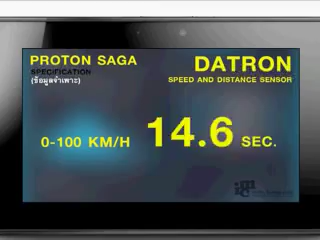 PROTON SAGA
SPECIFICATION
(ข้อมูลจำเพาะ)
DATRON
SPEED AND DISTANCE SENSOR
0-100 KM/H 14.6 SEC.